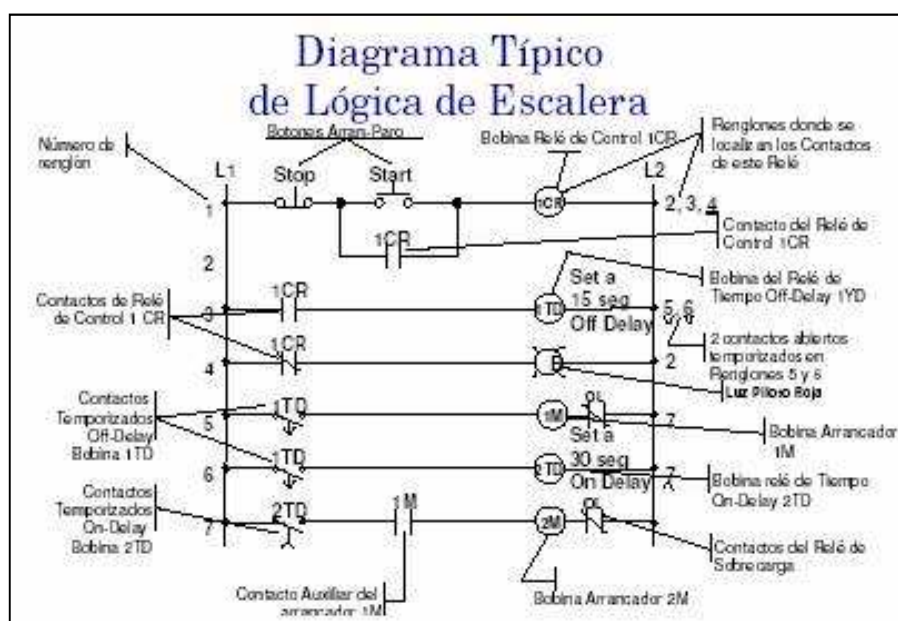 Diagrama Típico
de Lógica de Escalera
Número de
renglón
Botones Arran-Paro
Bobina Relé de Control 1CR
Renglones donde se
localizan los Contactos
de este Relé
L1
L2
Stop
Start
1
1CR
2, 3, 4
1CR
Contacto del Relé de
Control 1CR
2
Contactos de Relé
de Control 1 CR
3
1CR
1TD
Set a
15 seq
Off Delay
5, 6
Bobina del Relé de
Tiempo Off-Delay 1YD
2 contactos abiertos
temporizados en
Renglones 5 y 6
4
1CR
R
2
Luz Piloso Roja
Contactos
Temporizados
Off-Delay
Bobina 1TD
5
1TD
1M
OL
7
Bobina Arrancador
1M
6
1TD
2TD
Set a
30 seq
On Delay
7
Bobina relé de Tiempo
On-Delay 2TD
Contactos
Temporizados
On-Delay
Bobina 2TD
7
2TD
1M
2M
OL
Contactos del Relé de
Sobrecarga
Contacto Auxiliar del
arrancador 1M
Bobina Arrancador 2M